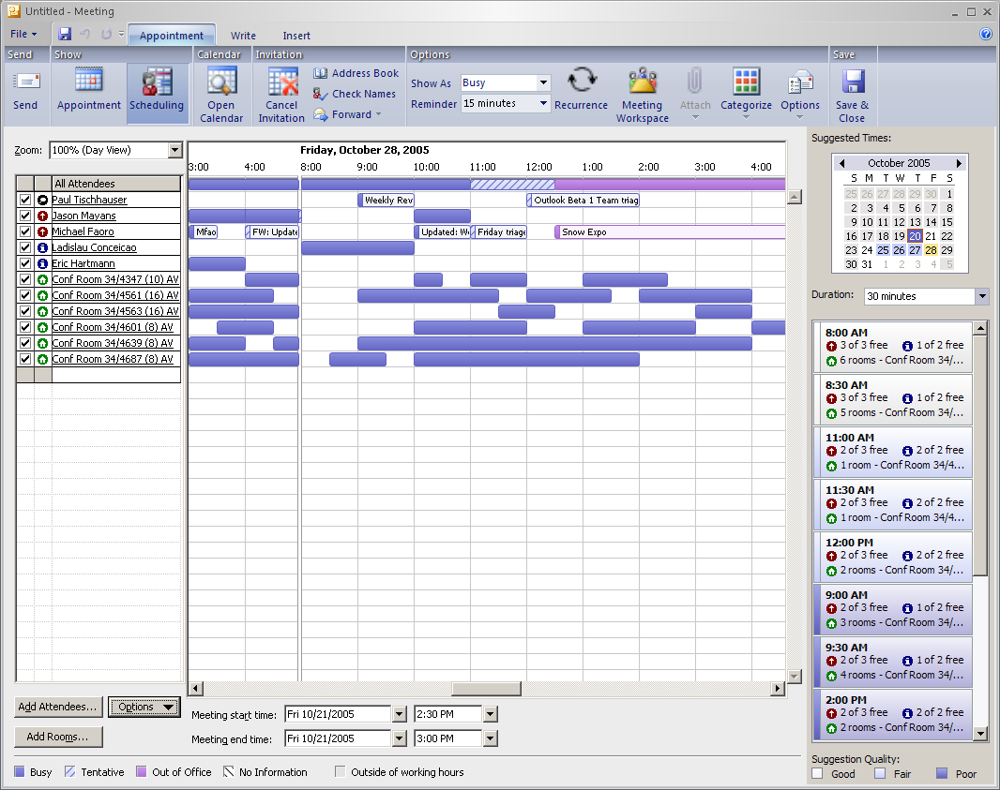 Untitled - Meeting
File
Appointment Write Insert
Send Show Calendar Invitation Options Save
Send
Appointment
Scheduling
Open Calendar
Cancel Invitation
Address Book
Check Names
Forward
Show As Busy
Reminder 15 minutes
Recurrence
Meeting Workspace
Attach
Categorize
Options
Save & Close
Zoom: 100% (Day View)
Friday, October 28, 2005
3:00 4:00 8:00 9:00 10:00 11:00 12:00 1:00 2:00 3:00 4:00
All Attendees
Paul Tischhauser Weekly Rev Outlook Beta 1 Team triag
Jason Mayans
Michael Faoro Mfao FW: Update Updated: We Friday triage Snow Expo
Ladislau Conceicao
Eric Hartmann
Conf Room 34/4347 (10) AV
Conf Room 34/4561 (16) AV
Conf Room 34/4563 (16) AV
Conf Room 34/4601 (8) AV
Conf Room 34/4639 (8) AV
Conf Room 34/4687 (8) AV
Add Attendees... Options
Add Rooms...
Meeting start time: Fri 10/21/2005 2:30 PM
Meeting end time: Fri 10/21/2005 3:00 PM
Busy Tentative Out of Office No Information Outside of working hours
Suggested Times:
October 2005
S M T W T F S
25 26 27 28 29 30 1
2 3 4 5 6 7 8
9 10 11 12 13 14 15
16 17 18 19 20 21 22
23 24 25 26 27 28 29
30 31 1 2 3 4 5
Duration: 30 minutes
8:00 AM
3 of 3 free 1 of 2 free
6 rooms - Conf Room 34/...
8:30 AM
3 of 3 free 1 of 2 free
5 rooms - Conf Room 34/...
11:00 AM
2 of 3 free 2 of 2 free
1 room - Conf Room 34/4...
11:30 AM
2 of 3 free 2 of 2 free
1 room - Conf Room 34/4...
12:00 PM
2 of 3 free 2 of 2 free
2 rooms - Conf Room 34/...
9:00 AM
2 of 3 free 1 of 2 free
3 rooms - Conf Room 34/...
9:30 AM
2 of 3 free 1 of 2 free
4 rooms - Conf Room 34/...
2:00 PM
2 of 3 free 2 of 2 free
2 rooms - Conf Room 34/...
Suggestion Quality:
Good Fair Poor